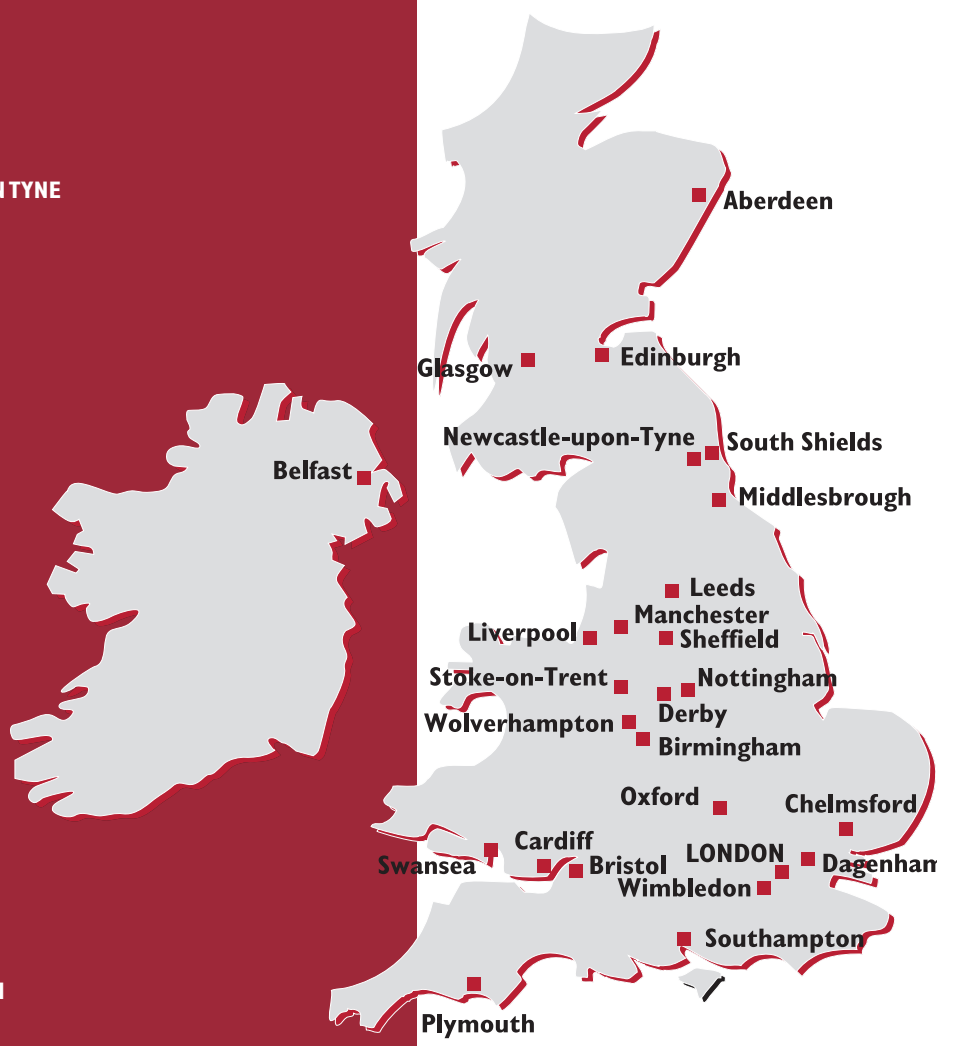 N TYNE
Aberdeen
Edinburgh
Glasgow
Newcastle-upon-Tyne
South Shields
Belfast
Middlesbrough
Leeds
Manchester
Liverpool
Sheffield
Stoke-on-Trent
Nottingham
Derby
Wolverhampton
Birmingham
Oxford
Chelmsford
Cardiff
LONDON
Swansea
Bristol
Dagenham
Wimbledon
Southampton
Plymouth